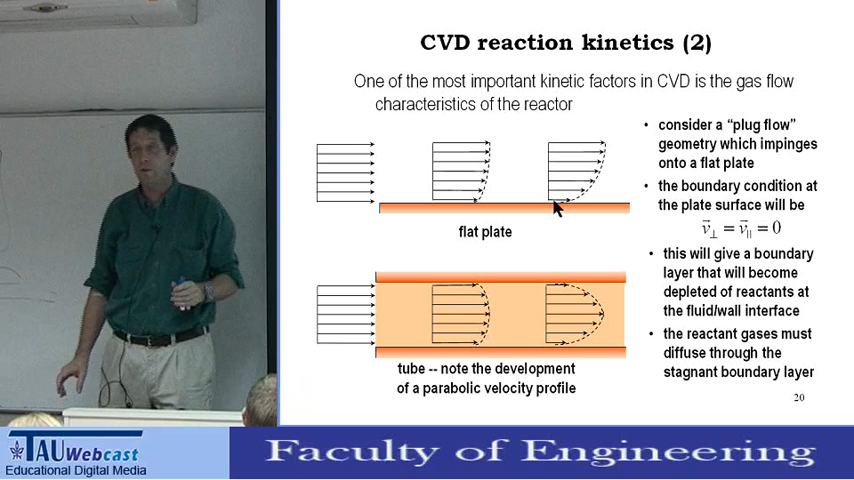 CVD reaction kinetics (2)
One of the most important kinetic factors in CVD is the gas flow
characteristics of the reactor
• consider a “plug flow”
geometry which impinges
onto a flat plate
• the boundary condition at
the plate surface will be
v⃗⊥ = v⃗|| = 0
• this will give a boundary
layer that will become
depleted of reactants at
the fluid/wall interface
• the reactant gases must
diffuse through the
stagnant boundary layer
flat plate
tube -- note the development
of a parabolic velocity profile
20
TAU Webcast
Educational Digital Media
Faculty of Engineering